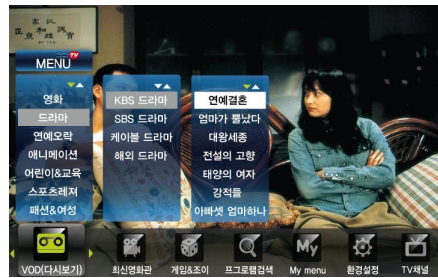 TV
MENU
영화
드라마
연예오락
애니메이션
어린이&교육
스포츠레져
패션&여성
KBS 드라마
SBS 드라마
케이블 드라마
해외 드라마
연예결혼
엄마가 뿔났다
대왕세종
전설의 고향
태양의 여자
강적들
아빠셋 엄마하나
VOD(다시보기)
최신영화관
게임&조이
프로그램검색
My menu
환경설정
TV채널
My